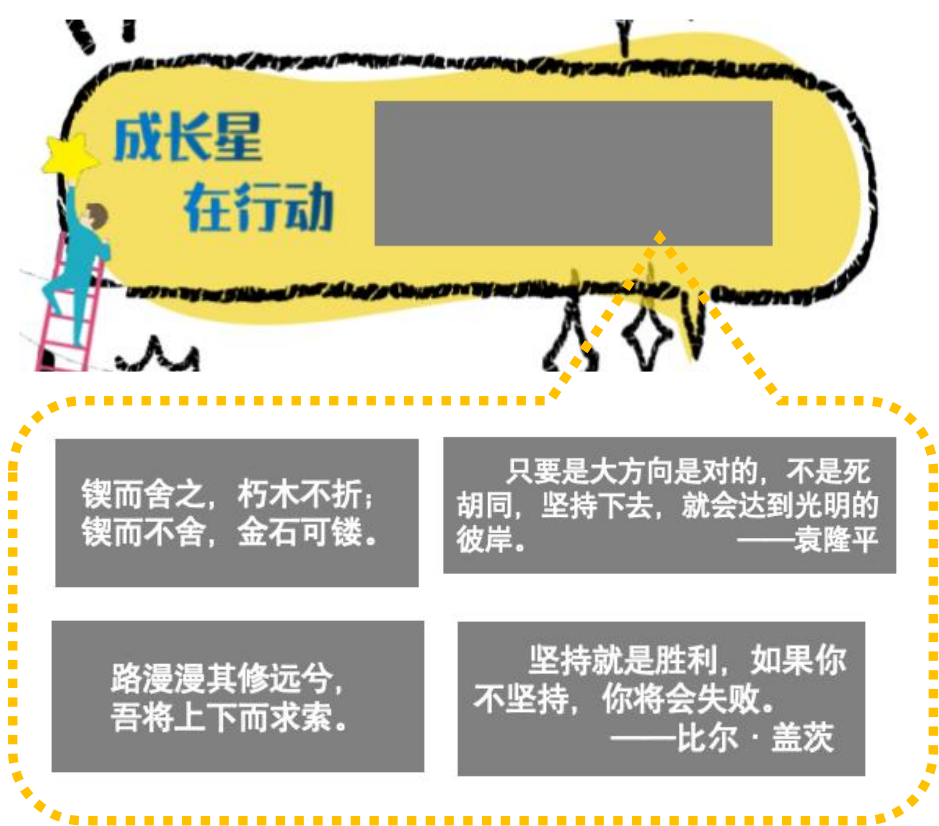 成长星
在行动
锲而舍之，朽木不折；
锲而不舍，金石可镂。
只要是大方向是对的，不是死
胡同，坚持下去，就会达到光明的
彼岸。 ——袁隆平
路漫漫其修远兮，
吾将上下而求索。
坚持就是胜利，如果你
不坚持，你将会失败。
——比尔·盖茨